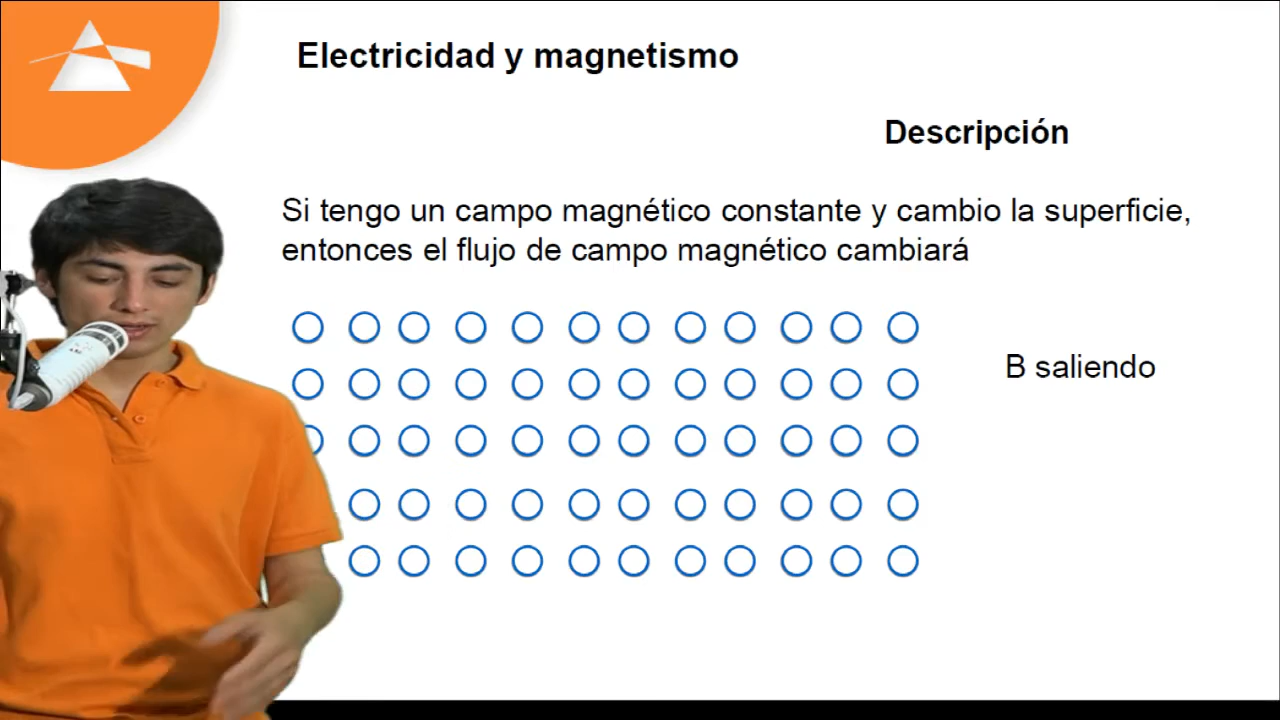 Electricidad y magnetismo
Descripción
Si tengo un campo magnético constante y cambio la superficie,
entonces el flujo de campo magnético cambiará
B saliendo